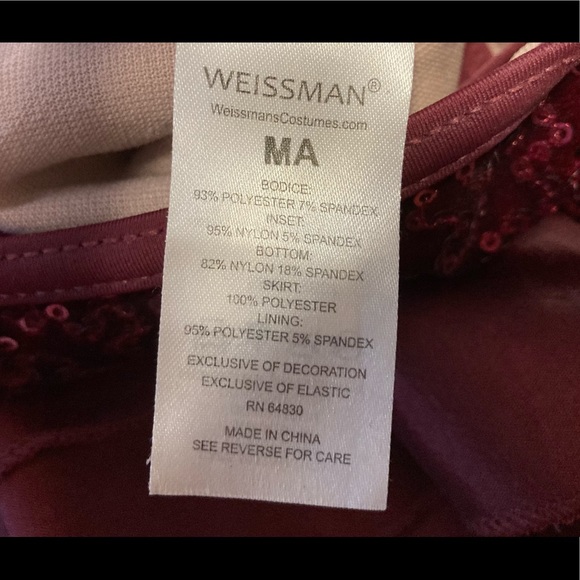 WEISSMAN®
WeissmansCostumes.com
MA
BODICE:
93% POLYESTER 7% SPANDEX
INSET:
95% NYLON 5% SPANDEX
BOTTOM:
82% NYLON 18% SPANDEX
SKIRT:
100% POLYESTER
LINING:
95% POLYESTER 5% SPANDEX
EXCLUSIVE OF DECORATION
EXCLUSIVE OF ELASTIC
RN 64830
MADE IN CHINA
SEE REVERSE FOR CARE